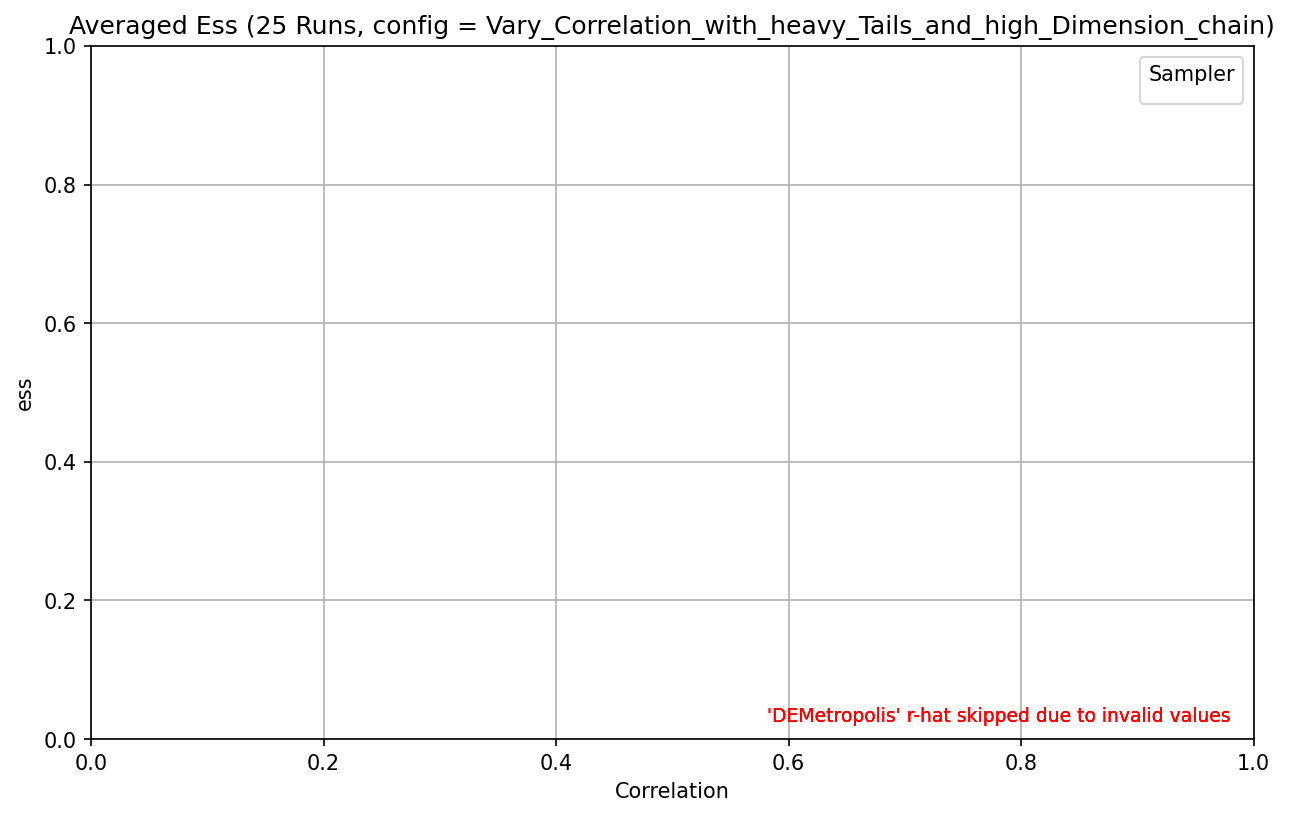 Averaged Ess (25 Runs, config = Vary_Correlation_with_heavy_Tails_and_high_Dimension_chain)
1.0
0.8
0.6
0.4
0.2
0.0
ess
Sampler
'DEMetropolis' r-hat skipped due to invalid values
0.0 0.2 0.4 0.6 0.8 1.0
Correlation